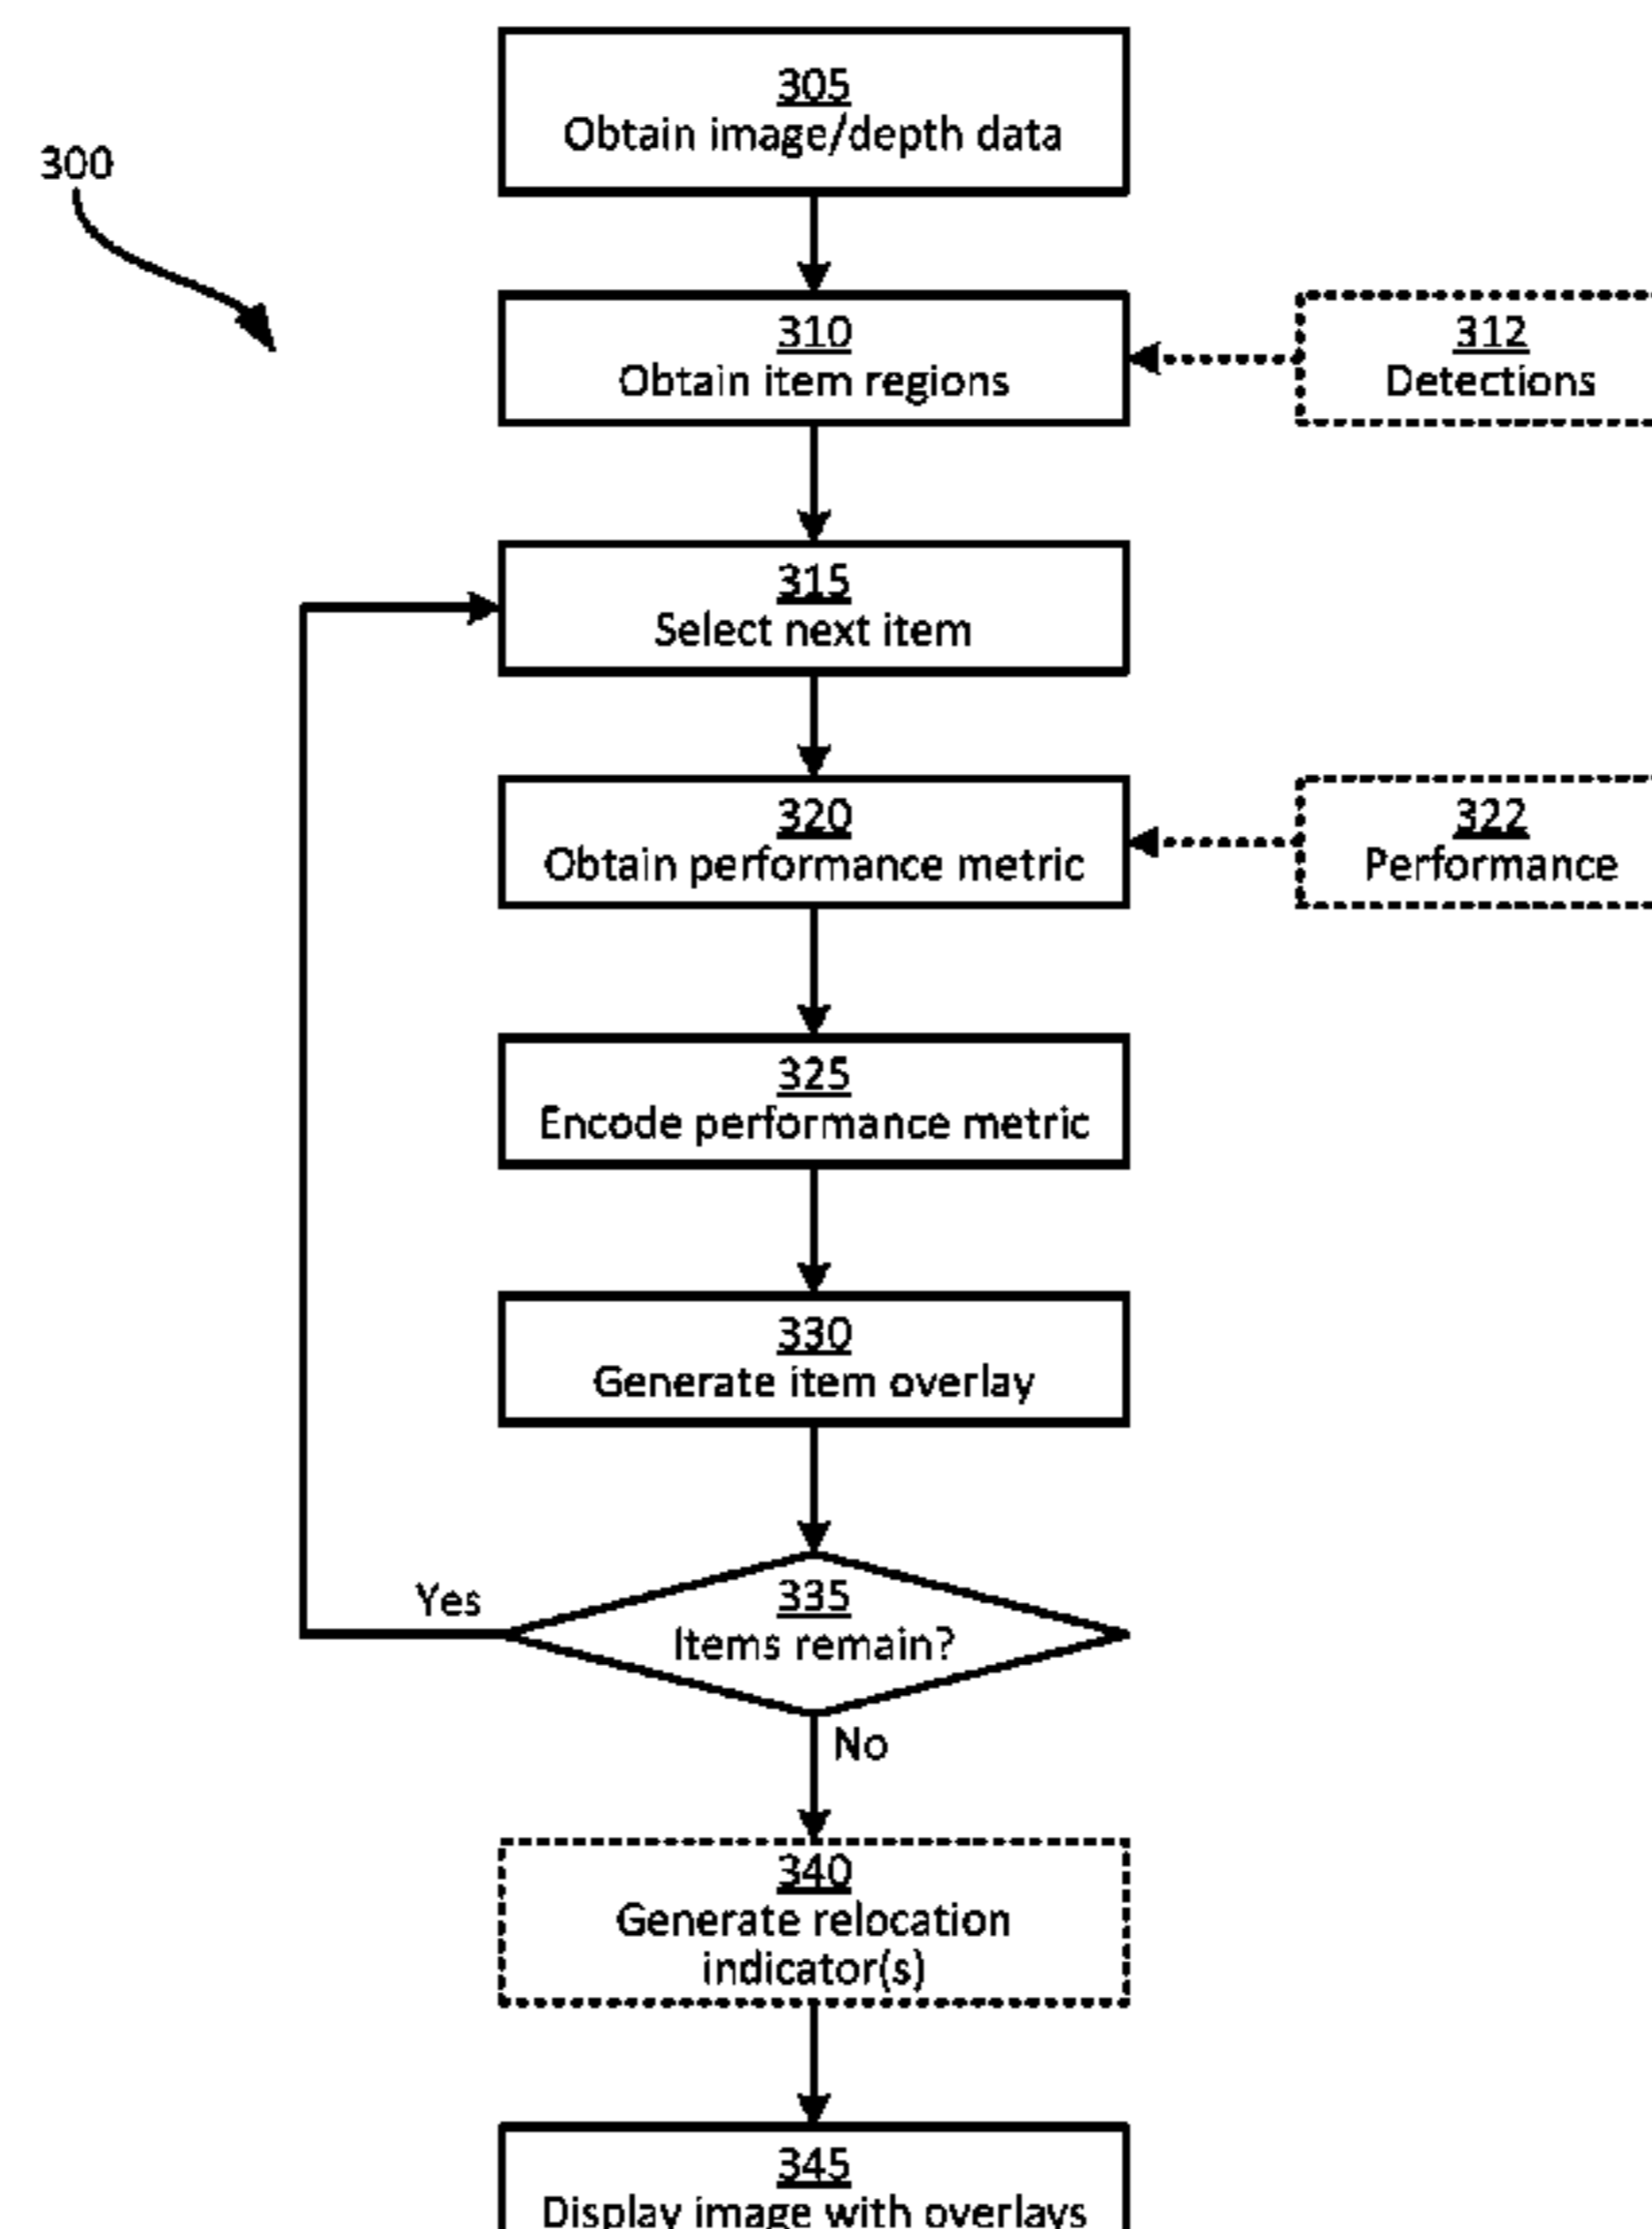 305
Obtain image/depth data
300
310
Obtain item regions
312
Detections
315
Select next item
320
Obtain performance metric
322
Performance
325
Encode performance metric
330
Generate item overlay
335
Items remain?
Yes
No
340
Generate relocation
indicator(s)
345
Display image with overlays